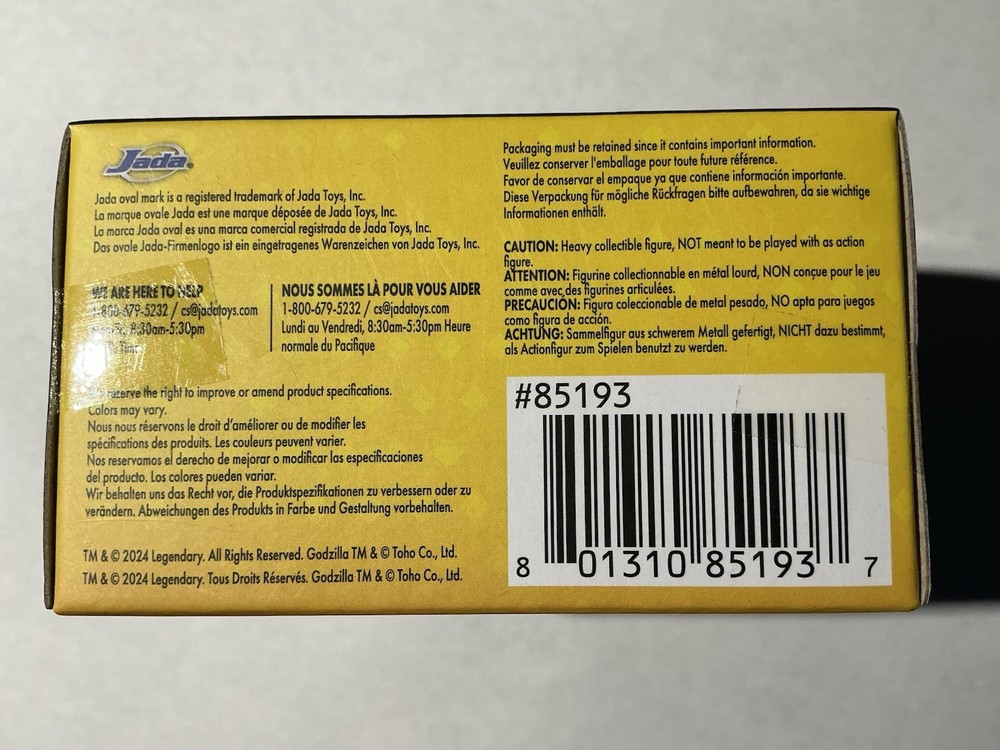 Jada
Jada oval mark is a registered trademark of Jada Toys, Inc.
La marque ovale Jada est une marque déposée de Jada Toys, Inc.
La marca Jada oval es una marca comercial registrada de Jada Toys, Inc.
Das ovale Jada-Firmenlogo ist ein eingetragenes Warenzeichen von Jada Toys, Inc.
WE ARE HERE TO HELP
1-800-679-5232 / cs@jadatoys.com
8:30am-5:30pm
Time
NOUS SOMMES LÀ POUR VOUS AIDER
1-800-679-5232 / cs@jadatoys.com
Lundi au Vendredi, 8:30am-5:30pm Heure
normale du Pacifique
We reserve the right to improve or amend product specifications.
Colors may vary.
Nous nous réservons le droit d'améliorer ou de modifier les
spécifications des produits. Les couleurs peuvent varier.
Nos reservamos el derecho de mejorar o modificar las especificaciones
del producto. Los colores pueden variar.
Wir behalten uns das Recht vor, die Produktspezifikationen zu verbessern oder zu
verändern. Abweichungen des Produkts in Farbe und Gestaltung vorbehalten.
TM & © 2024 Legendary. All Rights Reserved. Godzilla TM & © Toho Co., Ltd.
TM & © 2024 Legendary. Tous Droits Réservés. Godzilla TM & © Toho Co., Ltd.
Packaging must be retained since it contains important information.
Veuillez conserver l'emballage pour toute future référence.
Favor de conservar el empaque ya que contiene información importante.
Diese Verpackung für mögliche Rückfragen bitte aufbewahren, da sie wichtige
Informationen enthält.
CAUTION: Heavy collectible figure, NOT meant to be played with as action
figure.
ATTENTION: Figurine collectionnable en métal lourd, NON conçue pour le jeu
comme avec des figurines articulées.
PRECAUCIÓN: Figura coleccionable de metal pesado, NO apta para juegos
como figura de acción.
ACHTUNG: Sammelfigur aus schwerem Metall gefertigt, NICHT dazu bestimmt,
als Actionfigur zum Spielen benutzt zu werden.
#85193
8 01310 85193 7